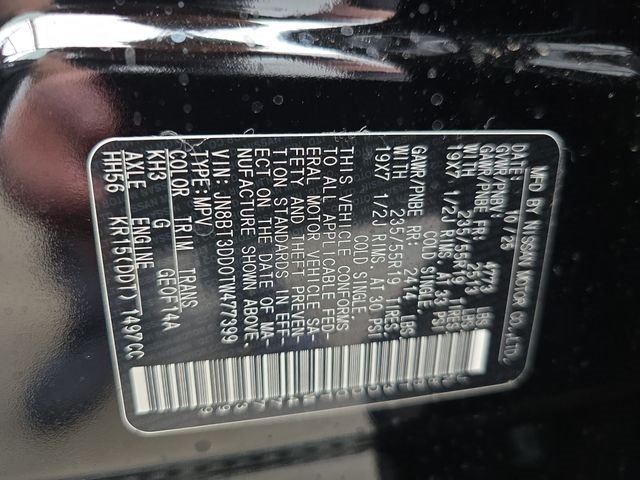 MFD BY NISSAN MOTOR CO.,LTD.
DATE: 10/25
GVWR/PNBV: 4773 LBS
GAWR/PNBE FR: 2513 LBS
WITH 235/55R19 TIRES,
19X7 1/2J RIMS, AT 33 PSI
COLD SINGLE.
GAWR/PNBE RR: 2414 LBS
WITH 235/55R19 TIRES,
19X7 1/2J RIMS, AT 30 PSI
COLD SINGLE.
THIS VEHICLE CONFORMS
TO ALL APPLICABLE FED-
ERAL MOTOR VEHICLE SA-
FETY AND THEFT PREVEN-
TION STANDARDS IN EFF-
ECT ON THE DATE OF MA-
NUFACTURE SHOWN ABOVE.
VIN: JN8BT3DD0TW477399
TYPE: MPV
COLOR TRIM TRANS
KH3 G GE0F14A
AXLE ENGINE
HH56 KR15(DDT) 1497CC